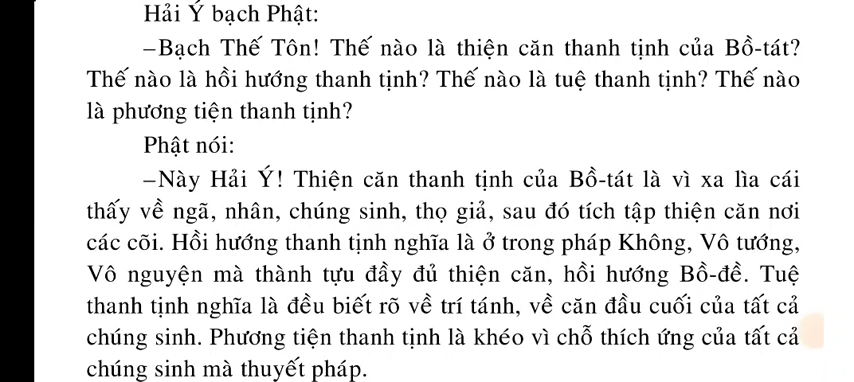 Hải Ý bạch Phật:
–Bạch Thế Tôn! Thế nào là thiện căn thanh tịnh của Bồ-tát?
Thế nào là hồi hướng thanh tịnh? Thế nào là tuệ thanh tịnh? Thế nào
là phương tiện thanh tịnh?
Phật nói:
–Này Hải Ý! Thiện căn thanh tịnh của Bồ-tát là vì xa lìa cái
thấy về ngã, nhân, chúng sinh, thọ giả, sau đó tích tập thiện căn nơi
các cõi. Hồi hướng thanh tịnh nghĩa là ở trong pháp Không, Vô tướng,
Vô nguyện mà thành tựu đầy đủ thiện căn, hồi hướng Bồ-đề. Tuệ
thanh tịnh nghĩa là đều biết rõ về trí tánh, về căn đầu cuối của tất cả
chúng sinh. Phương tiện thanh tịnh là khéo vì chỗ thích ứng của tất cả
chúng sinh mà thuyết pháp.